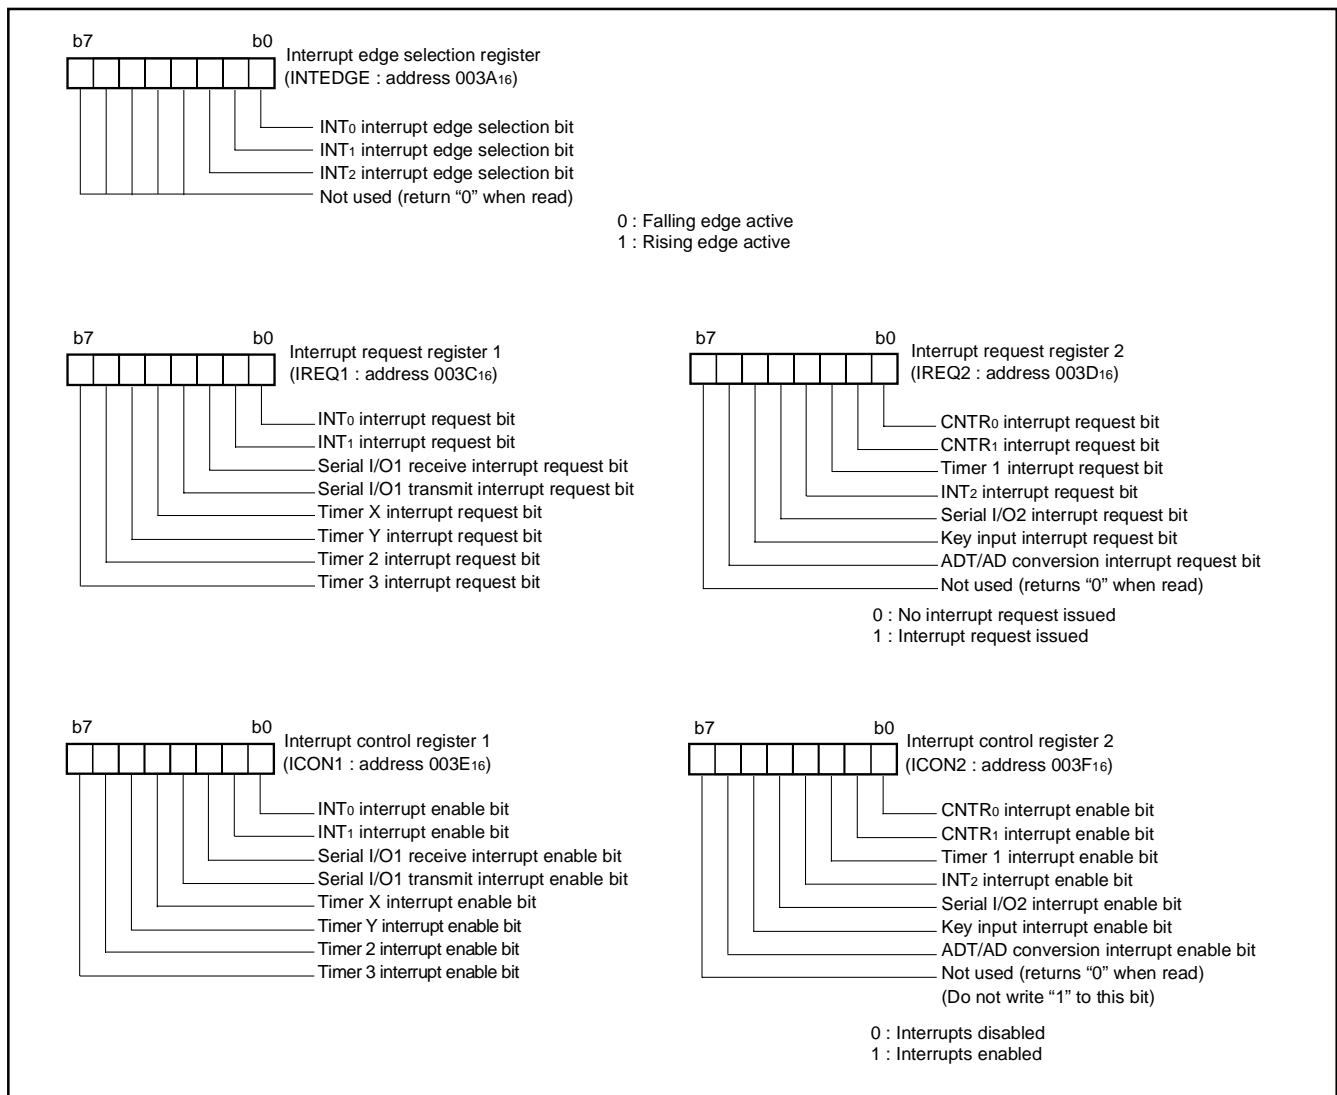 b7 b0
Interrupt edge selection register
(INTEDGE : address 003A16)
INT0 interrupt edge selection bit
INT1 interrupt edge selection bit
INT2 interrupt edge selection bit
Not used (return “0” when read)
0 : Falling edge active
1 : Rising edge active
b7 b0
Interrupt request register 1
(IREQ1 : address 003C16)
INT0 interrupt request bit
INT1 interrupt request bit
Serial I/O1 receive interrupt request bit
Serial I/O1 transmit interrupt request bit
Timer X interrupt request bit
Timer Y interrupt request bit
Timer 2 interrupt request bit
Timer 3 interrupt request bit
b7 b0
Interrupt request register 2
(IREQ2 : address 003D16)
CNTR0 interrupt request bit
CNTR1 interrupt request bit
Timer 1 interrupt request bit
INT2 interrupt request bit
Serial I/O2 interrupt request bit
Key input interrupt request bit
ADT/AD conversion interrupt request bit
Not used (returns “0” when read)
0 : No interrupt request issued
1 : Interrupt request issued
b7 b0
Interrupt control register 1
(ICON1 : address 003E16)
INT0 interrupt enable bit
INT1 interrupt enable bit
Serial I/O1 receive interrupt enable bit
Serial I/O1 transmit interrupt enable bit
Timer X interrupt enable bit
Timer Y interrupt enable bit
Timer 2 interrupt enable bit
Timer 3 interrupt enable bit
b7 b0
Interrupt control register 2
(ICON2 : address 003F16)
CNTR0 interrupt enable bit
CNTR1 interrupt enable bit
Timer 1 interrupt enable bit
INT2 interrupt enable bit
Serial I/O2 interrupt enable bit
Key input interrupt enable bit
ADT/AD conversion interrupt enable bit
Not used (returns “0” when read)
(Do not write “1” to this bit)
0 : Interrupts disabled
1 : Interrupts enabled